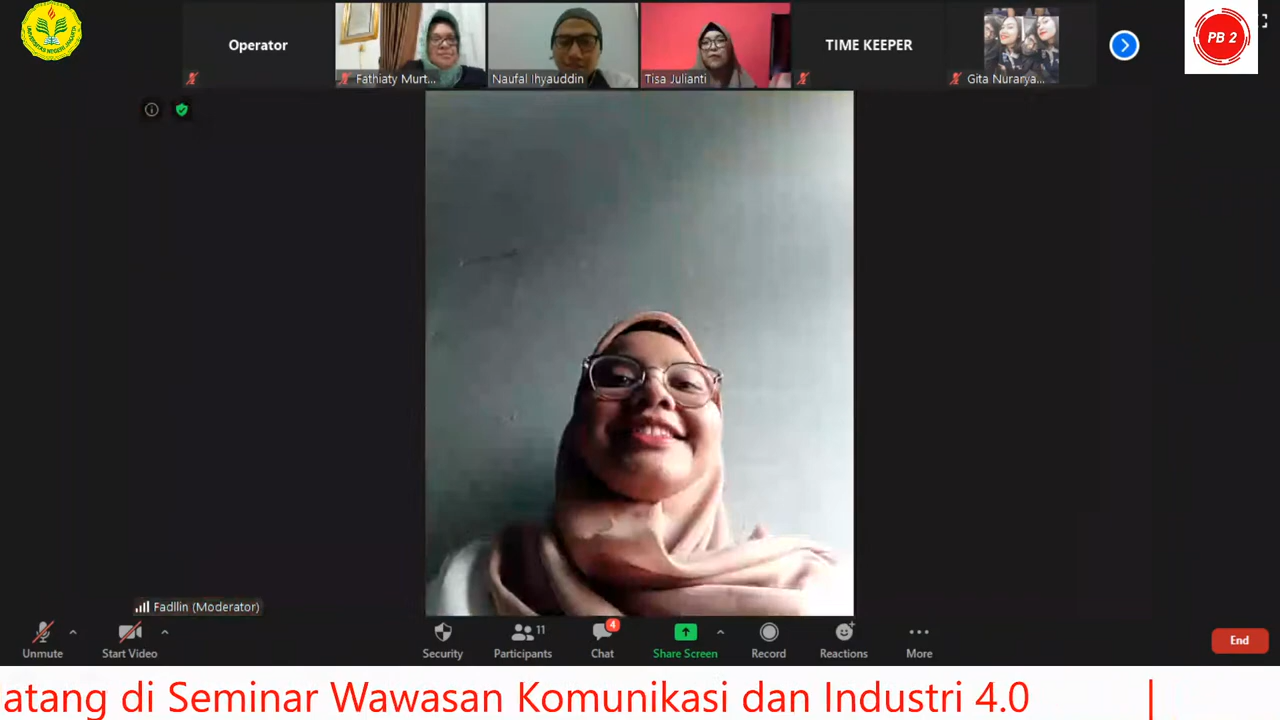 Operator
TIME KEEPER
PB 2
Fathiaty Murt...
Naufal Ihyauddin
Tisa Julianti
Gita Nurarya...
Fadllin (Moderator)
11
4
Unmute
Start Video
Security
Participants
Chat
Share Screen
Record
Reactions
More
End
latang di Seminar Wawasan Komunikasi dan Industri 4.0 |